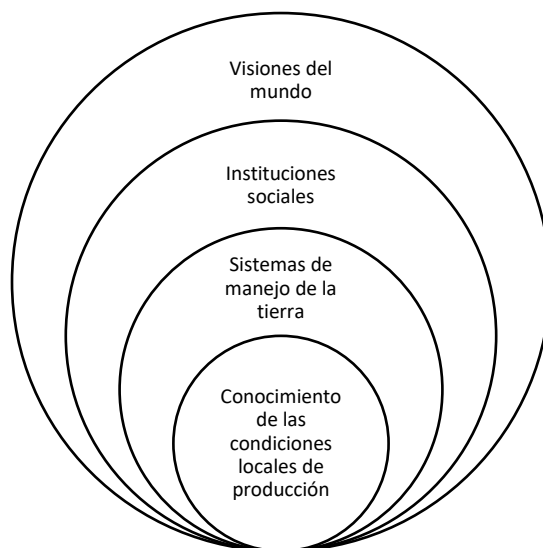 Visiones del
mundo
Instituciones
sociales
Sistemas de
manejo de la
tierra
Conocimiento
de las
condiciones
locales de
producción